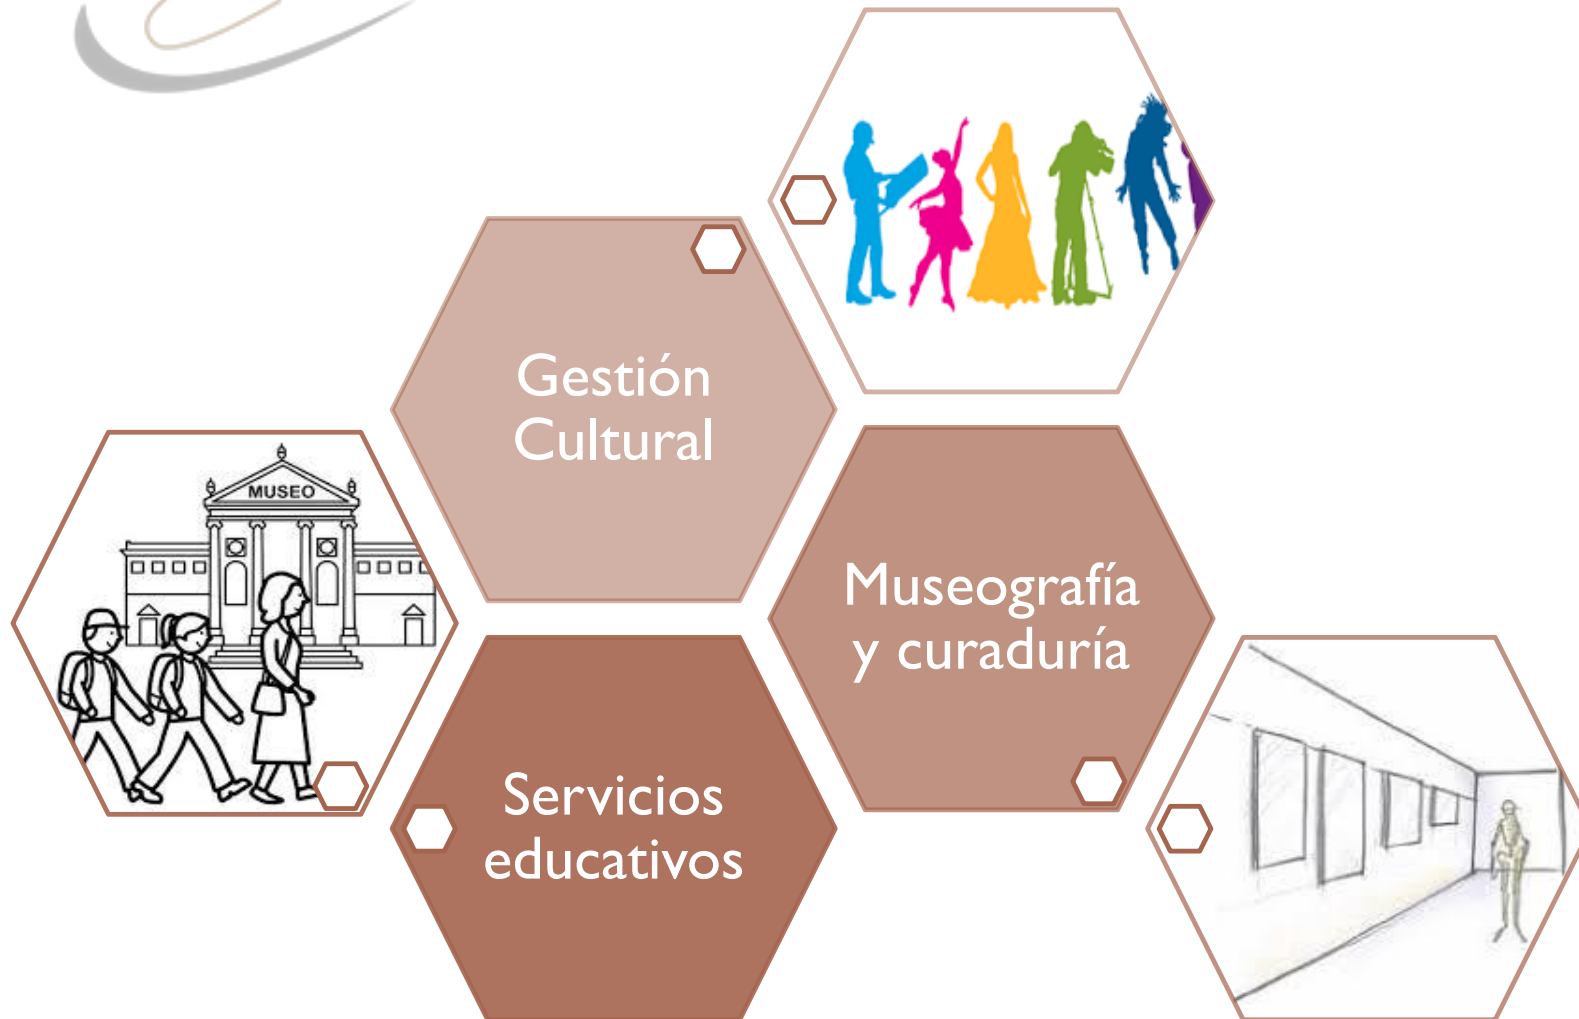 Gestión
Cultural
MUSEO
Museografía
y curaduría
Servicios
educativos